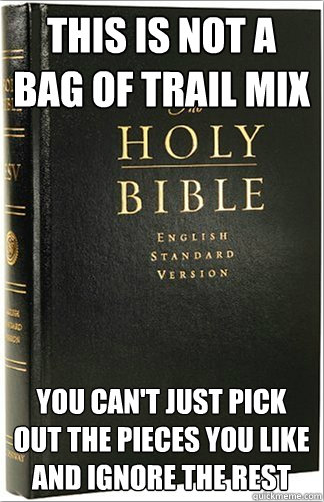 THIS IS NOT A
BAG OF TRAIL MIX
The
HOLY
BIBLE
ENGLISH
STANDARD
VERSION
ESV
YOU CAN'T JUST PICK
OUT THE PIECES YOU LIKE
AND IGNORE THE REST
quickmeme.com